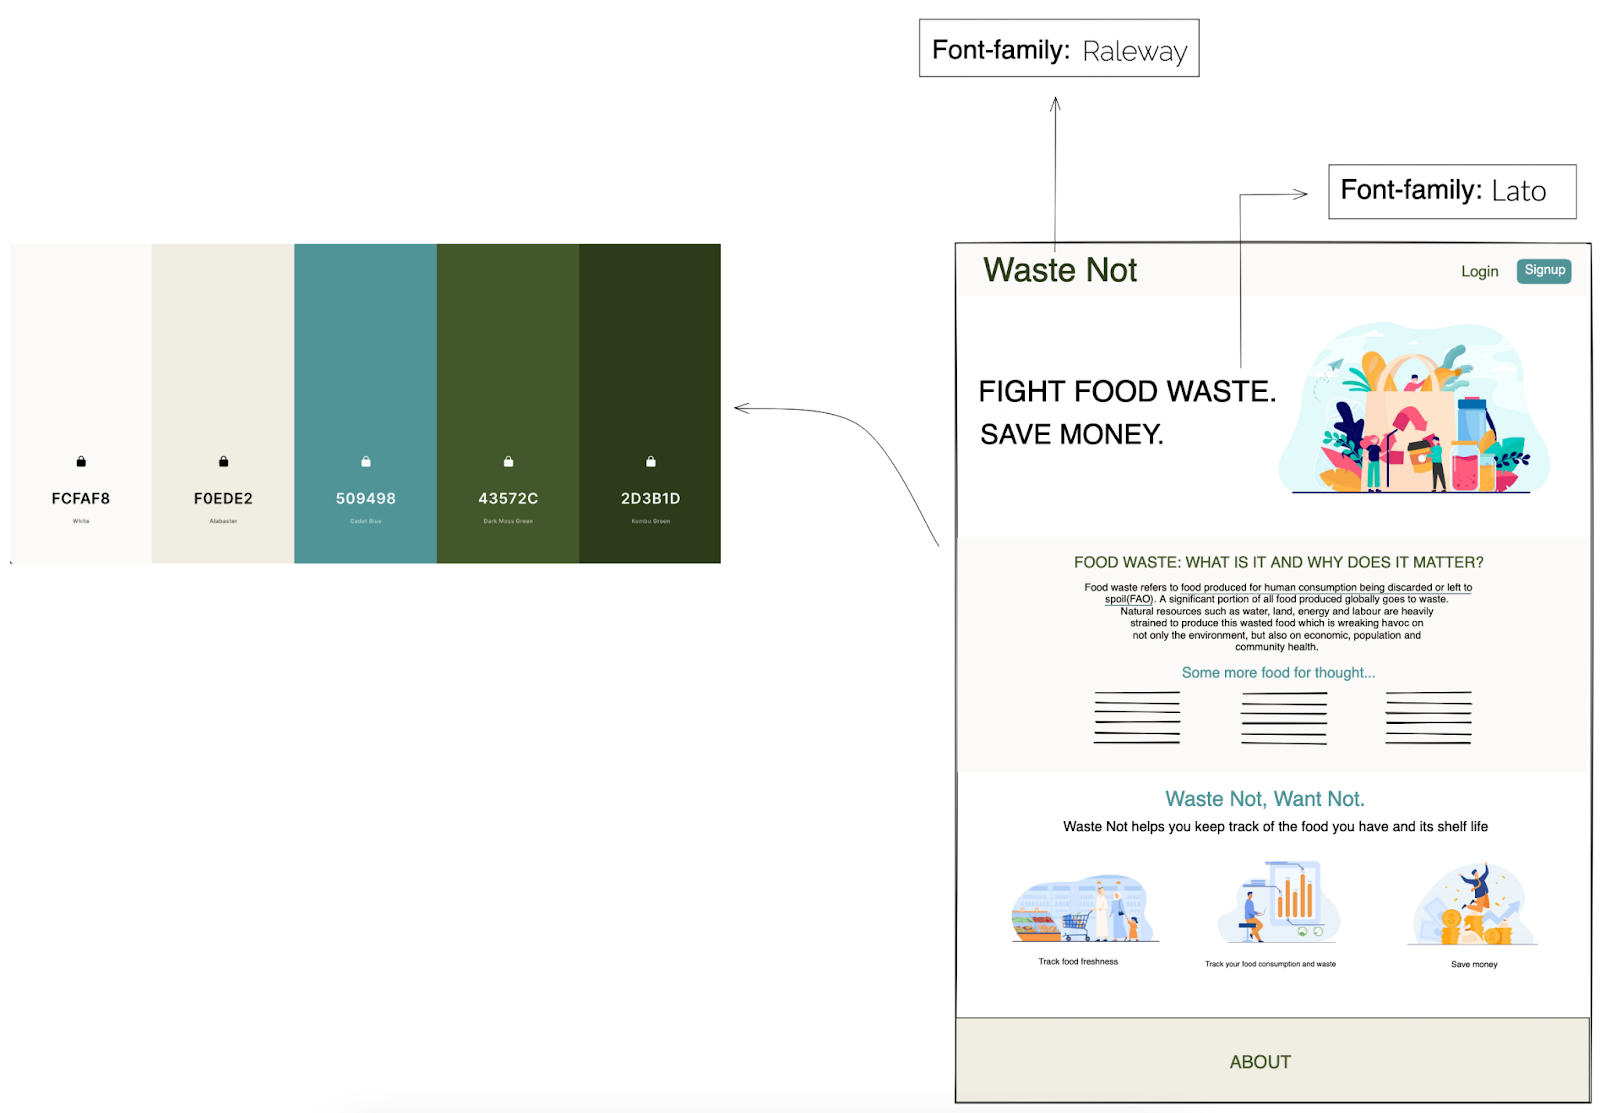 Font-family: Raleway
Font-family: Lato
FCFAF8
White
F0EDE2
Alabaster
509498
Cadet Blue
43572C
Dark Moss Green
2D3B1D
Kombu Green
Waste Not
Login
Signup
FIGHT FOOD WASTE.
SAVE MONEY.
FOOD WASTE: WHAT IS IT AND WHY DOES IT MATTER?
Food waste refers to food produced for human consumption being discarded or left to
spoil(FAO). A significant portion of all food produced globally goes to waste.
Natural resources such as water, land, energy and labour are heavily
strained to produce this wasted food which is wreaking havoc on
not only the environment, but also on economic, population and
community health.
Some more food for thought...
Waste Not, Want Not.
Waste Not helps you keep track of the food you have and its shelf life
Track food freshness
Track your food consumption and waste
Save money
ABOUT